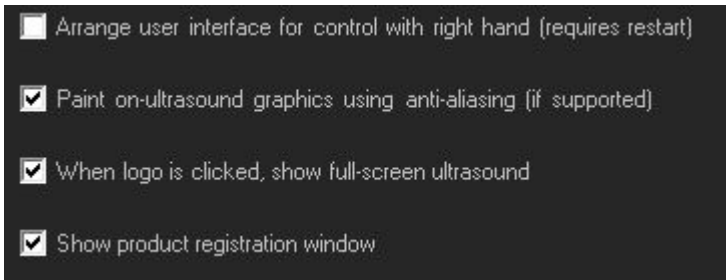 Arrange user interface for control with right hand (requires restart)
Paint on-ultrasound graphics using anti-aliasing (if supported)
When logo is clicked, show full-screen ultrasound
Show product registration window